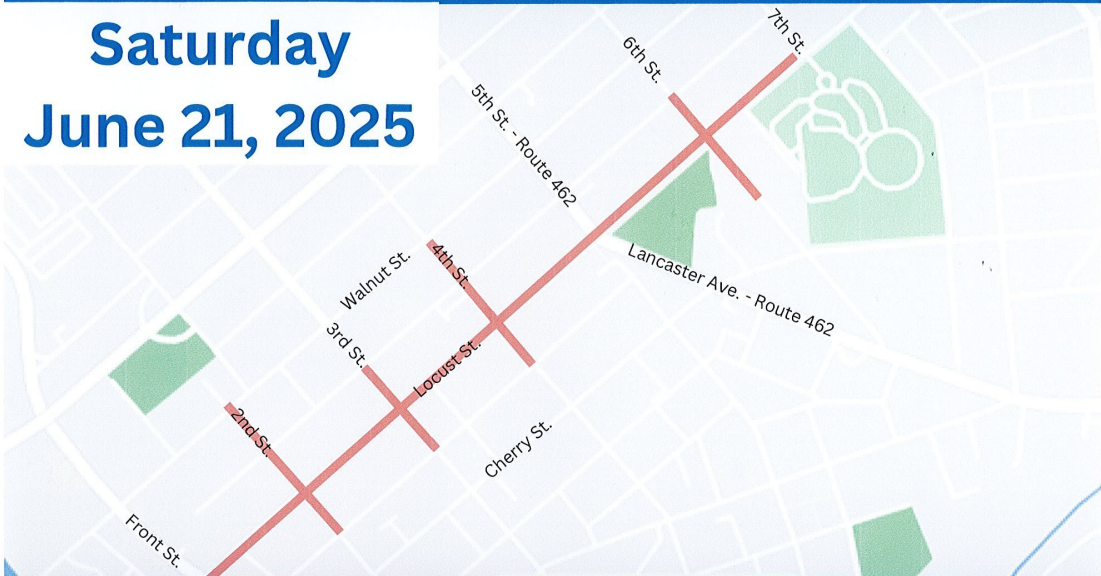 Saturday
June 21, 2025
7th St.
6th St.
5th St. - Route 462
Lancaster Ave. - Route 462
Walnut St.
4th St.
3rd St.
Locust St.
2nd St.
Cherry St.
Front St.